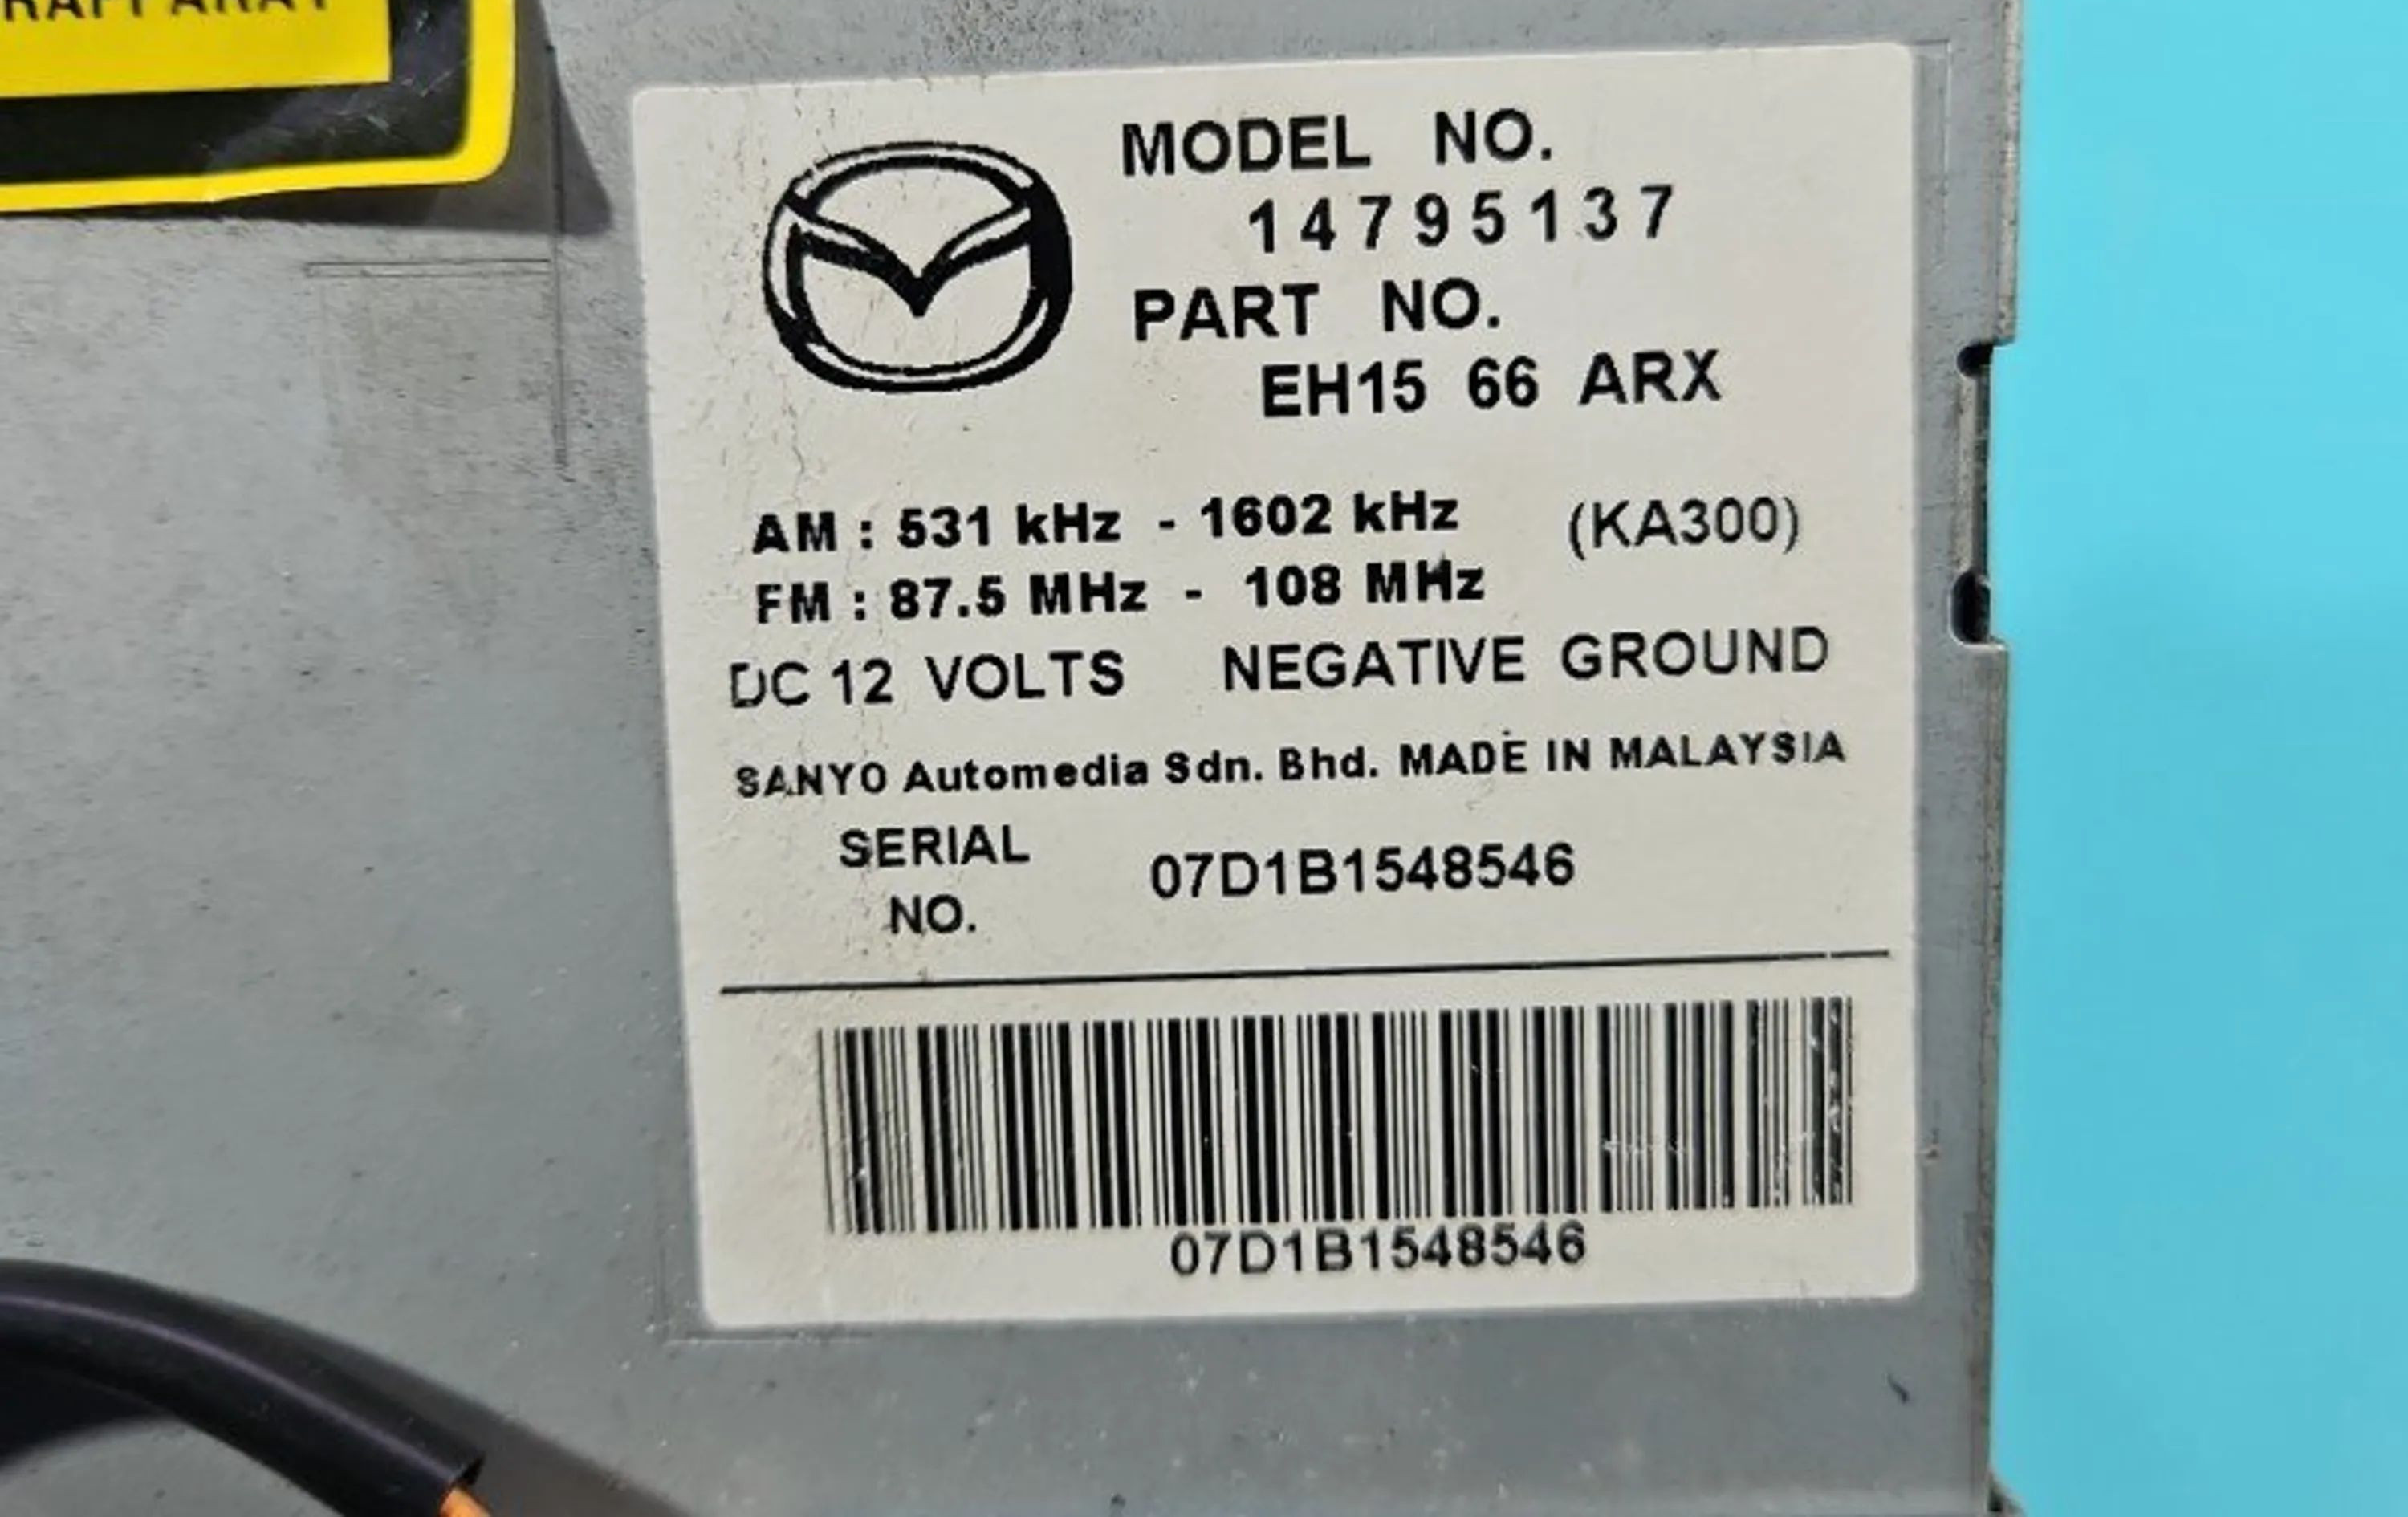 MODEL NO.
14795137
PART NO.
EH15 66 ARX
AM : 531 kHz - 1602 kHz (KA300)
FM : 87.5 MHz - 108 MHz
DC 12 VOLTS NEGATIVE GROUND
SANYO Automedia Sdn. Bhd. MADE IN MALAYSIA
SERIAL NO. 07D1B1548546
07D1B1548546